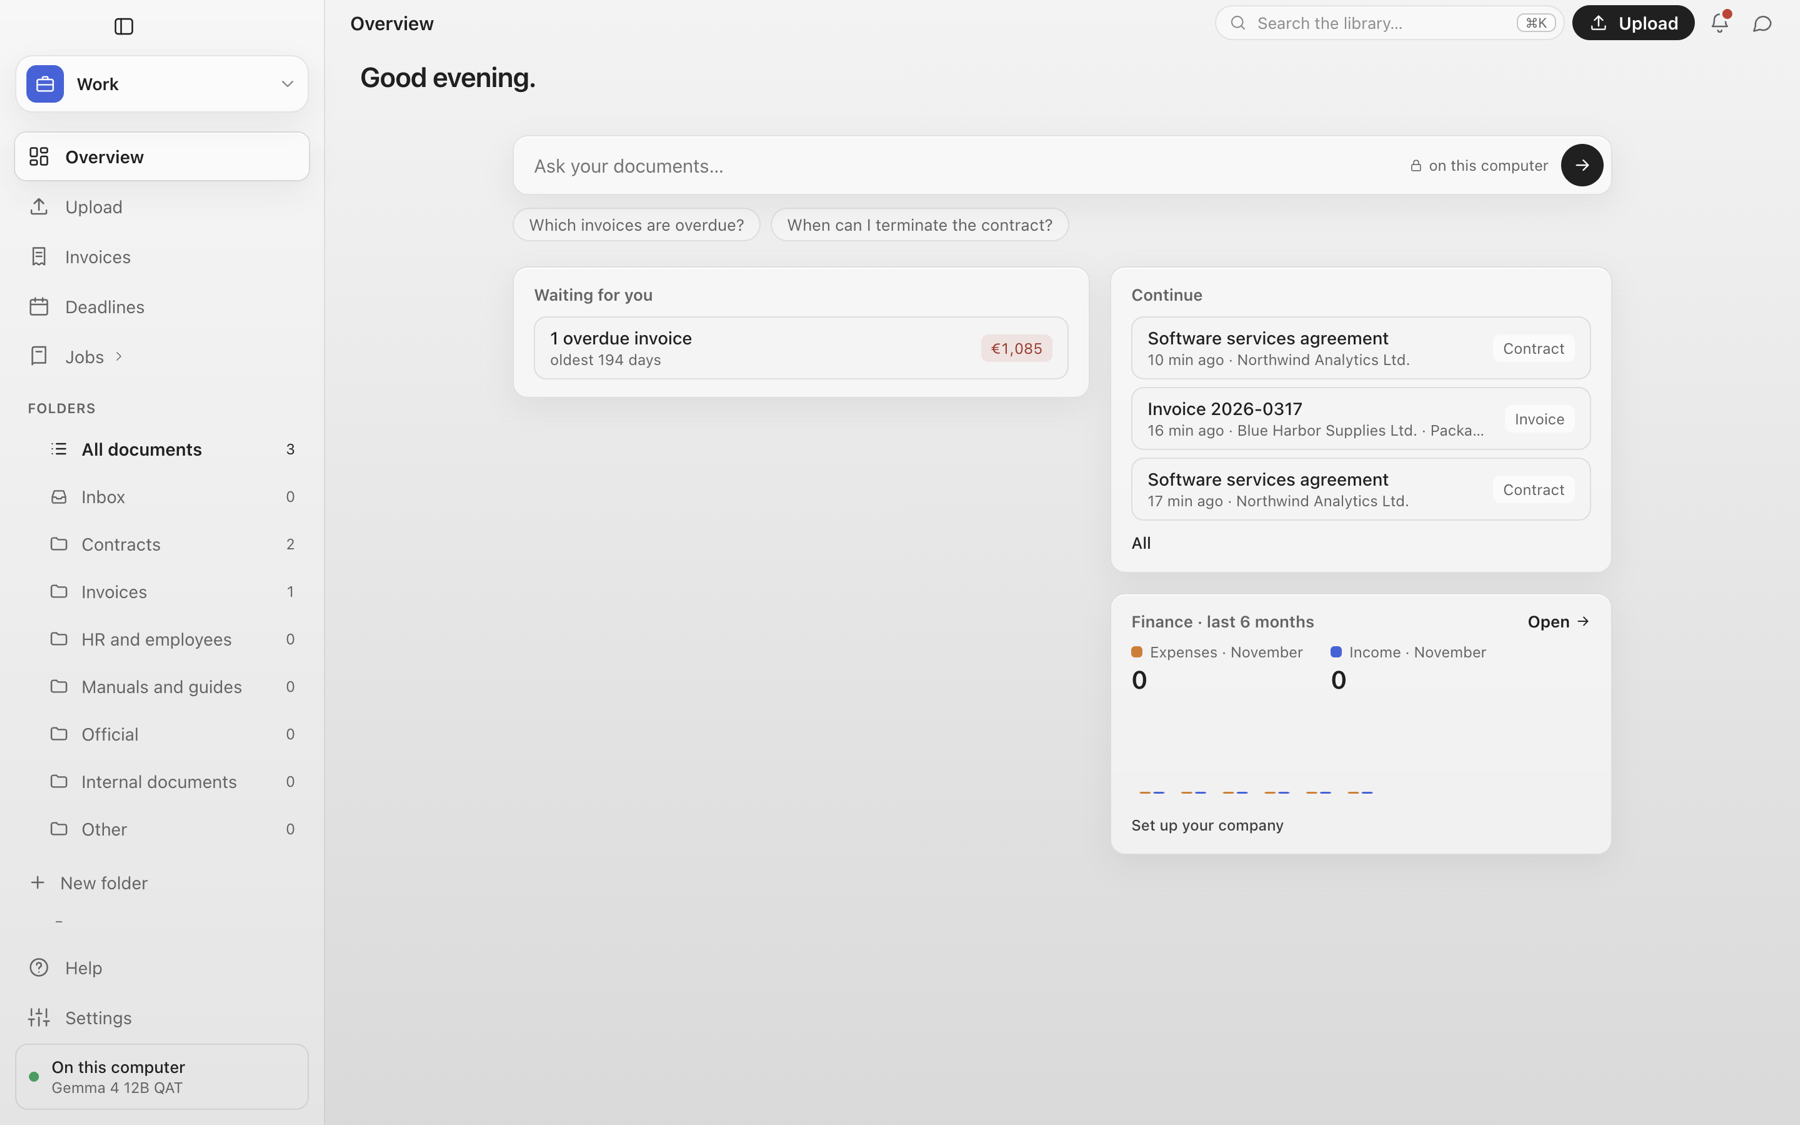 Work
Overview
Upload
Invoices
Deadlines
Jobs
FOLDERS
All documents 3
Inbox 0
Contracts 2
Invoices 1
HR and employees 0
Manuals and guides 0
Official 0
Internal documents 0
Other 0
New folder
Help
Settings
On this computer
Gemma 4 12B QAT
Overview
Search the library... ⌘K
Upload
Good evening.
Ask your documents... on this computer
Which invoices are overdue? When can I terminate the contract?
Waiting for you
1 overdue invoice
oldest 194 days
€1,085
Continue
Software services agreement
10 min ago · Northwind Analytics Ltd.
Contract
Invoice 2026-0317
16 min ago · Blue Harbor Supplies Ltd. · Packa...
Invoice
Software services agreement
17 min ago · Northwind Analytics Ltd.
Contract
All
Finance · last 6 months Open →
Expenses · November Income · November
0 0
Set up your company